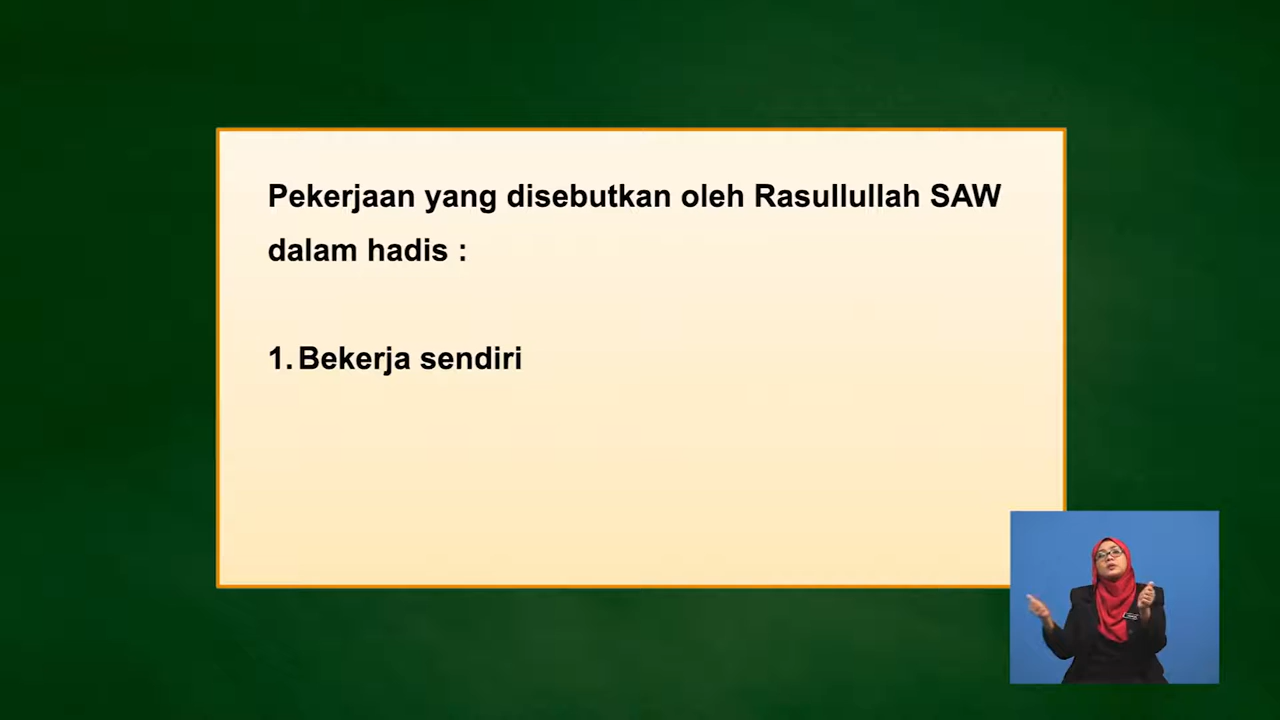 Pekerjaan yang disebutkan oleh Rasullullah SAW
dalam hadis :
1. Bekerja sendiri